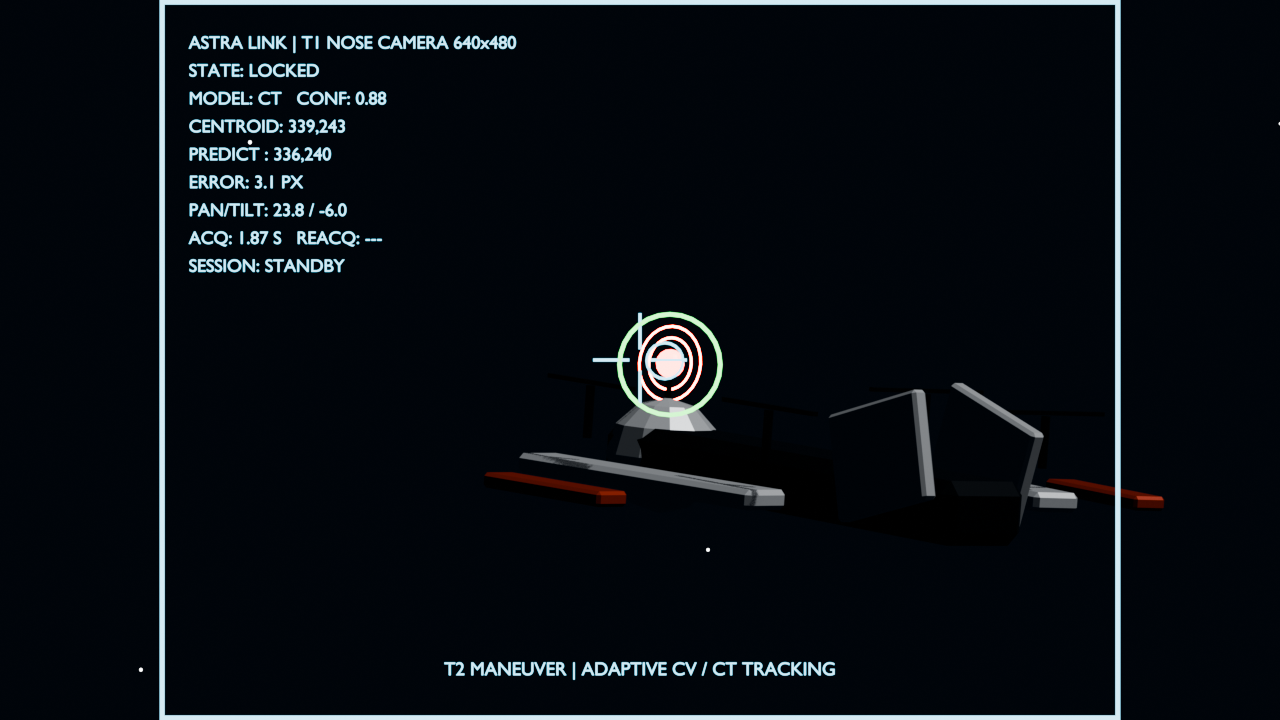 ASTRA LINK | T1 NOSE CAMERA 640x480
STATE: LOCKED
MODEL: CT CONF: 0.88
CENTROID: 339,243
PREDICT : 336,240
ERROR: 3.1 PX
PAN/TILT: 23.8 / -6.0
ACQ: 1.87 S REACQ: ---
SESSION: STANDBY
T2 MANEUVER | ADAPTIVE CV / CT TRACKING